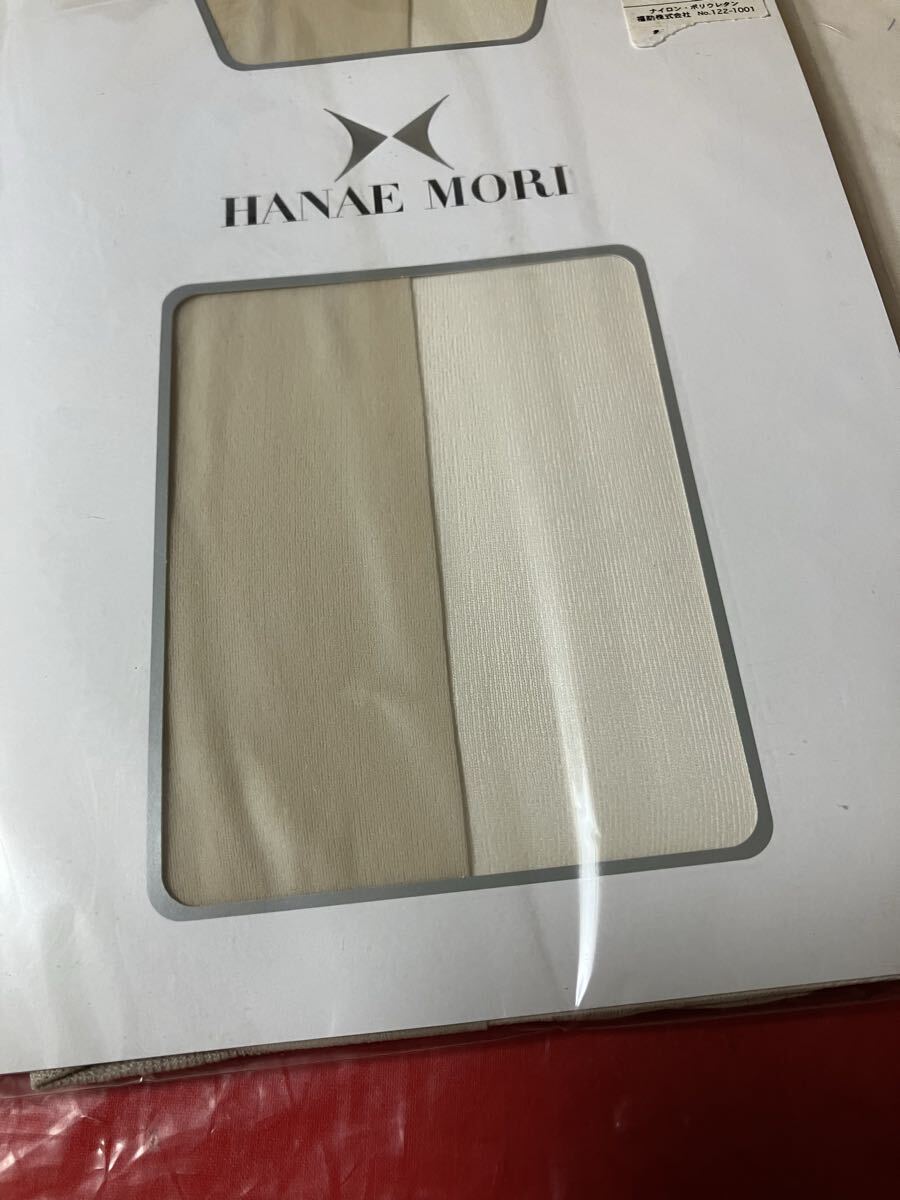 ナイロン・ポリウレタン
福助株式会社 No.122-1001
HANAE MORI